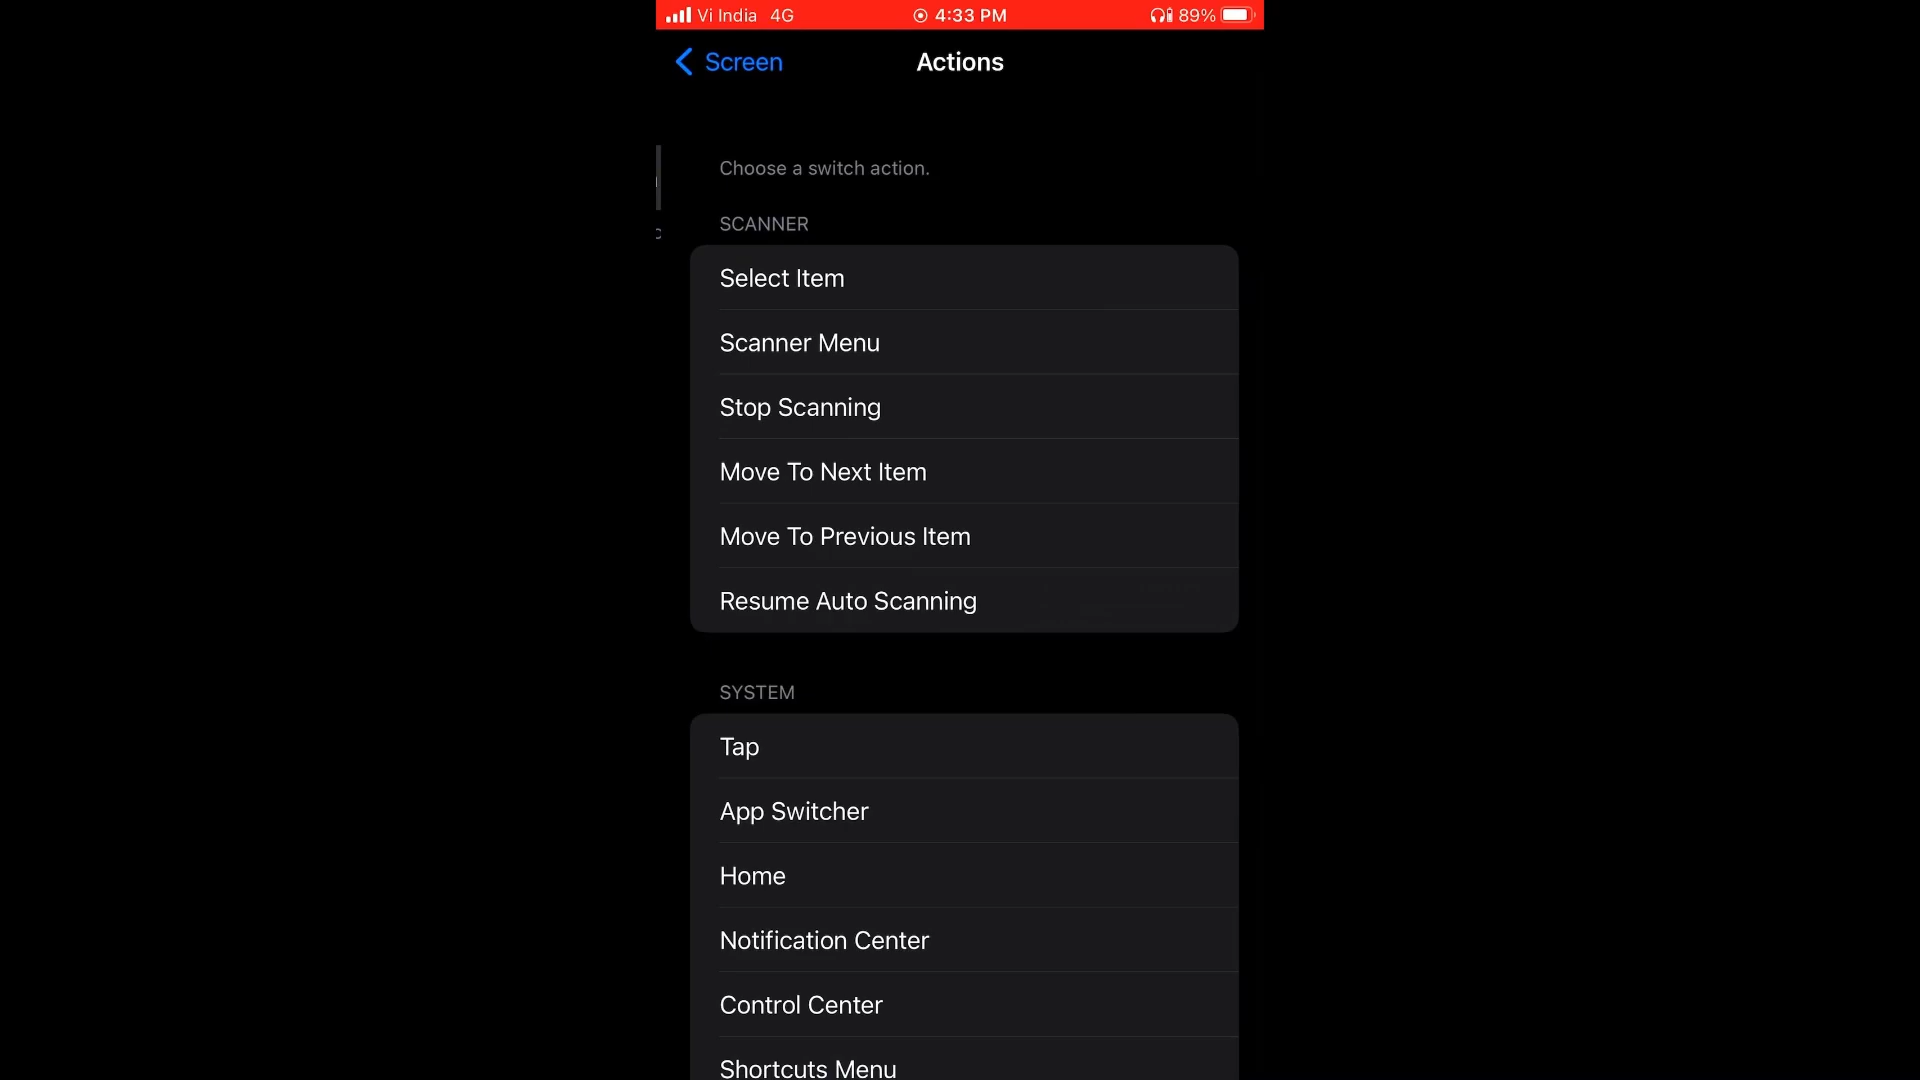 Vi India 4G 4:33 PM 89%
Screen Actions
Choose a switch action.
SCANNER
Select Item
Scanner Menu
Stop Scanning
Move To Next Item
Move To Previous Item
Resume Auto Scanning
SYSTEM
Tap
App Switcher
Home
Notification Center
Control Center
Shortcuts Menu